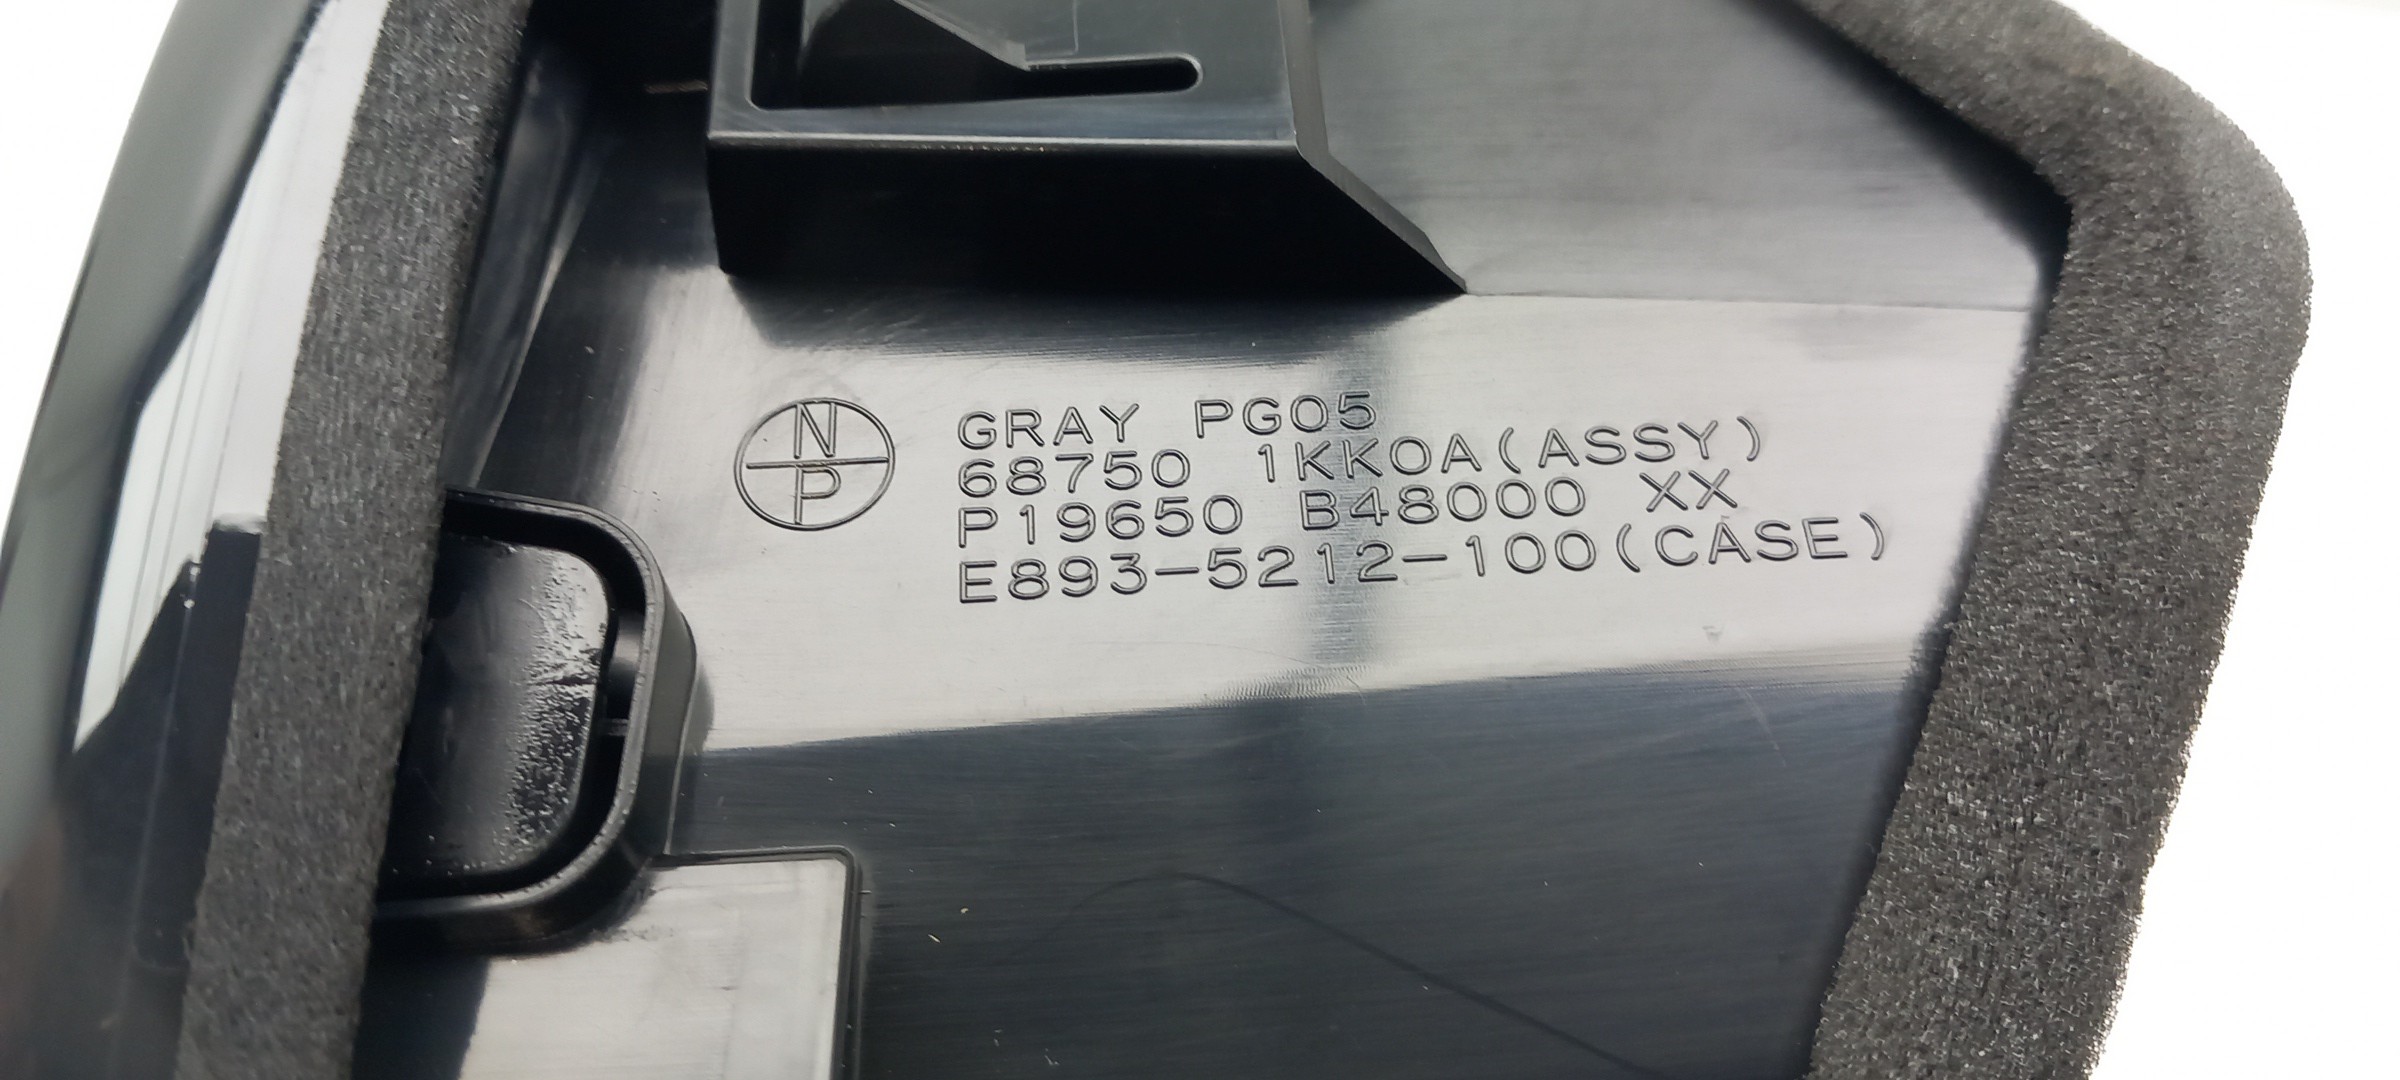 N
P
GRAY PG05
68750 1KK0A(ASSY)
P19650 B48000 XX
E893-5212-100(CASE)